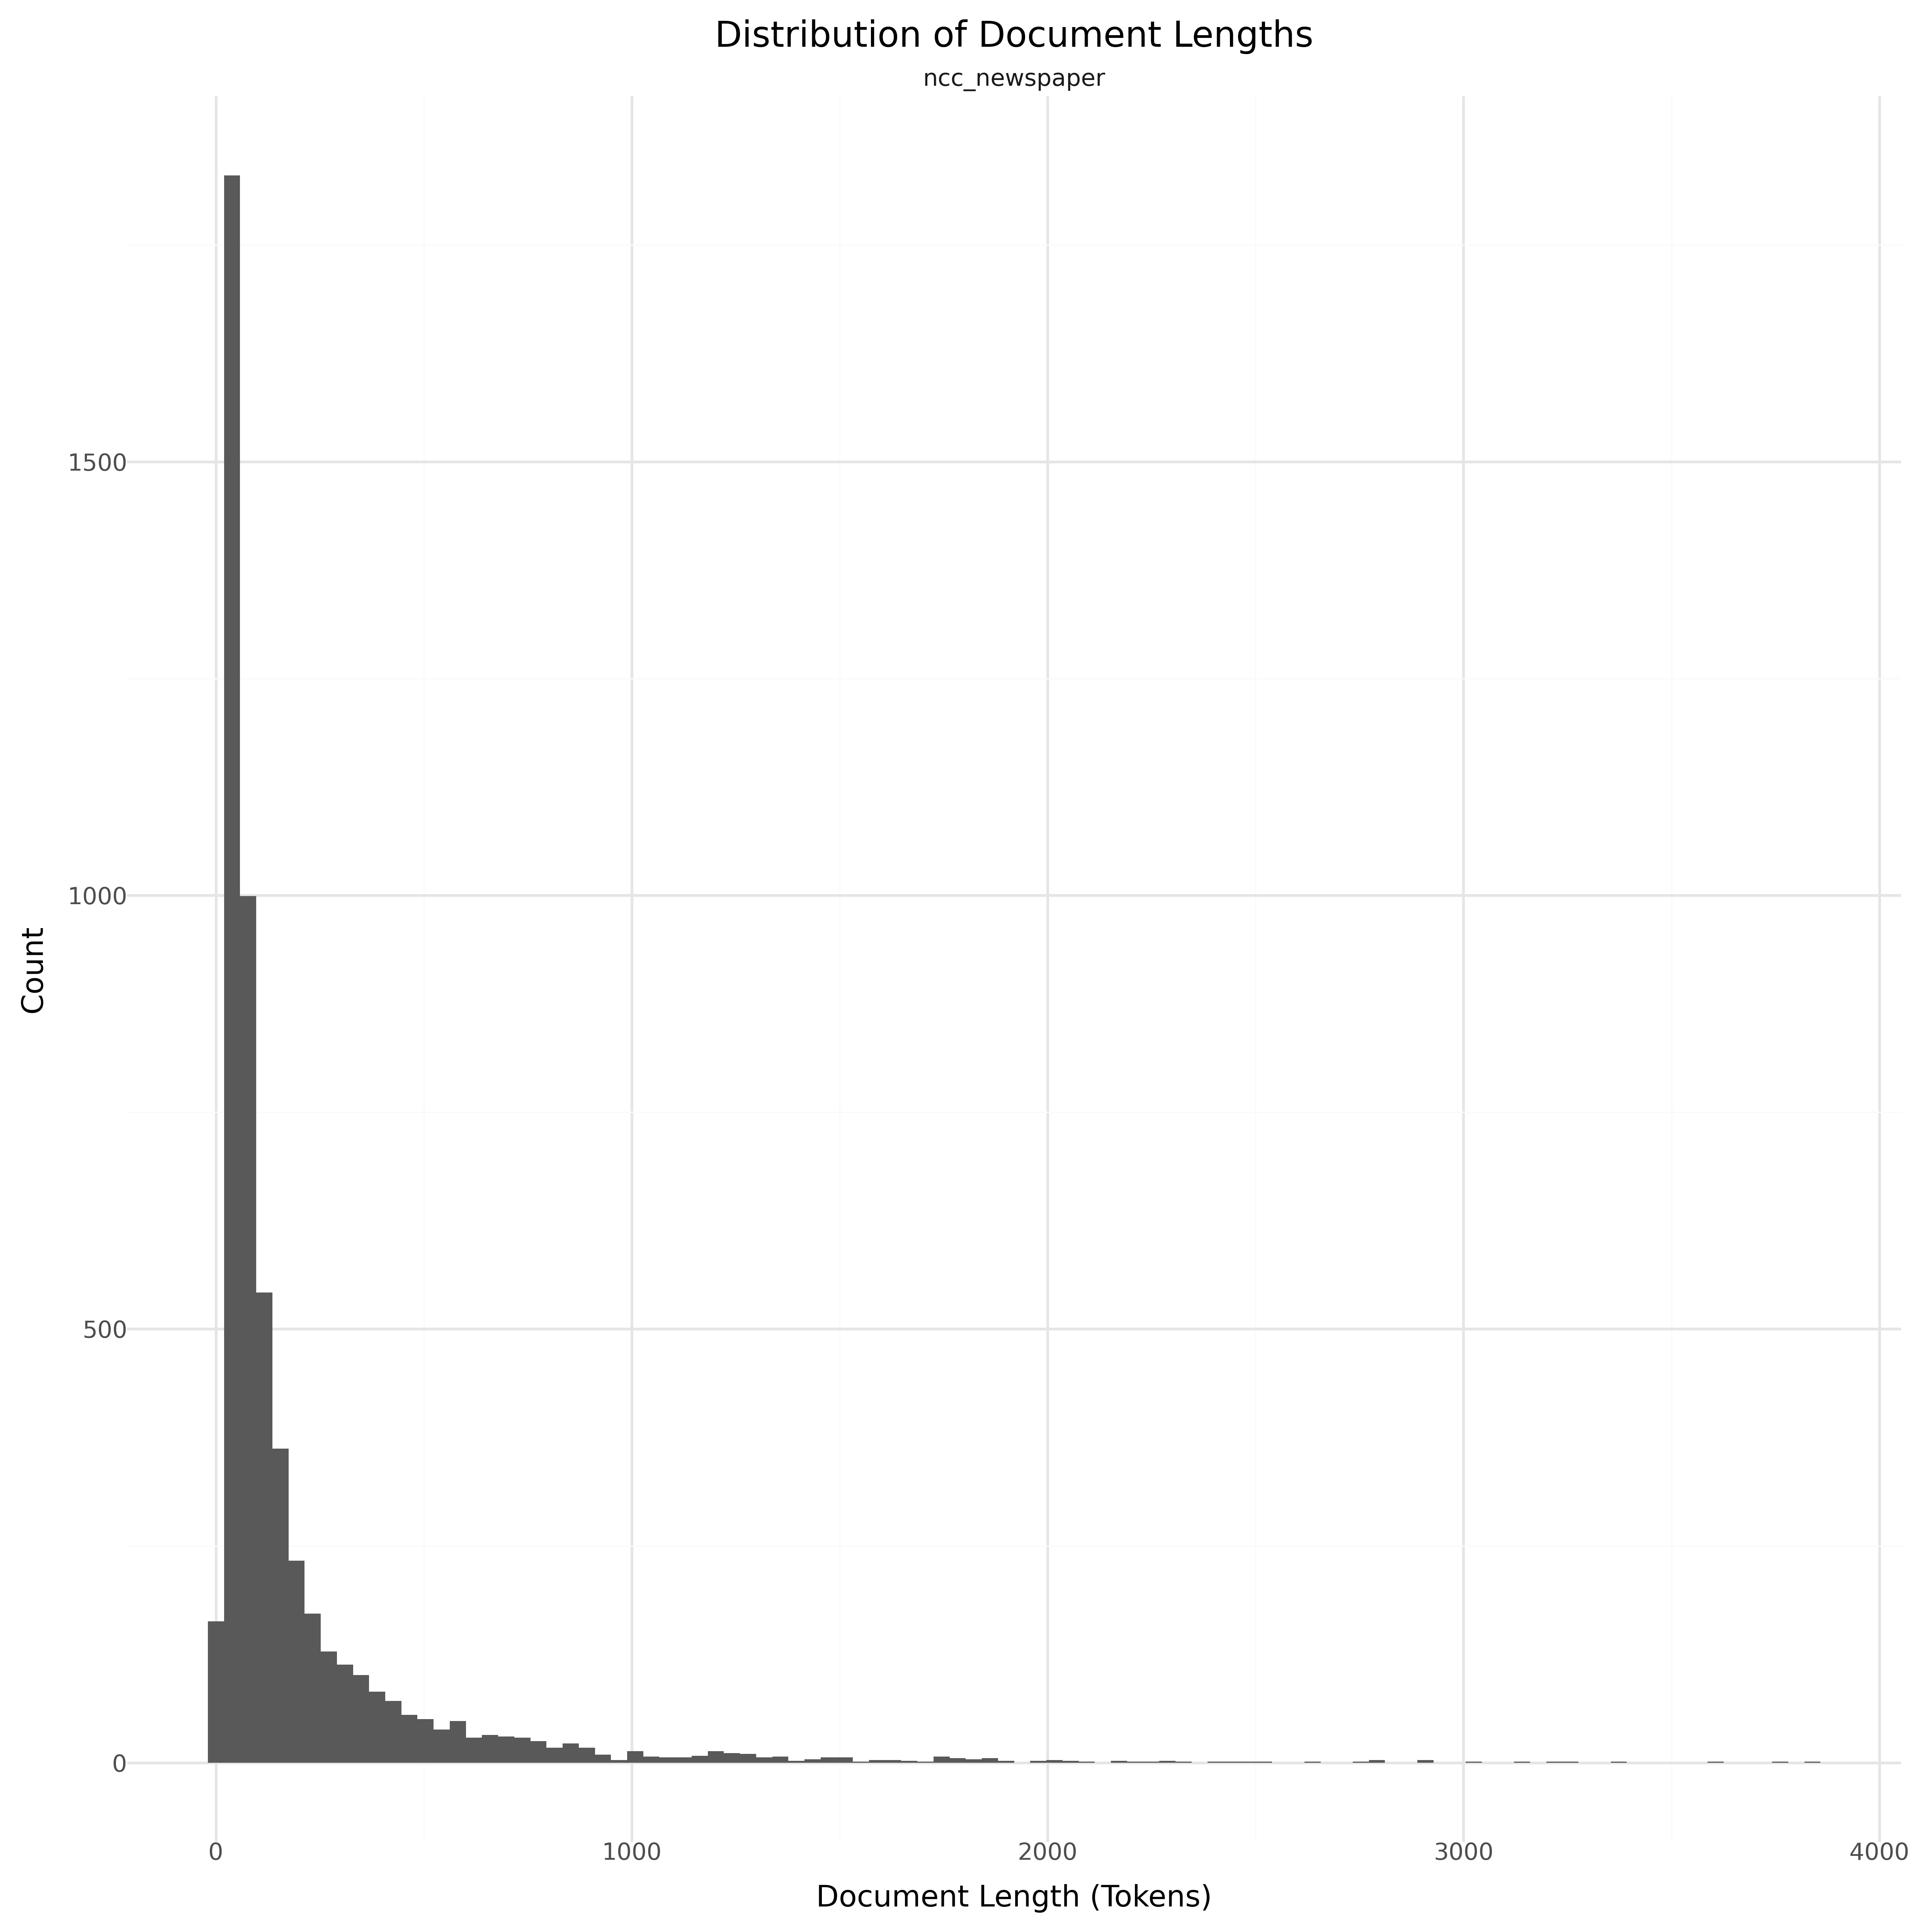 Distribution of Document Lengths
ncc_newspaper
1500
1000
500
0
Count
0 1000 2000 3000 4000
Document Length (Tokens)